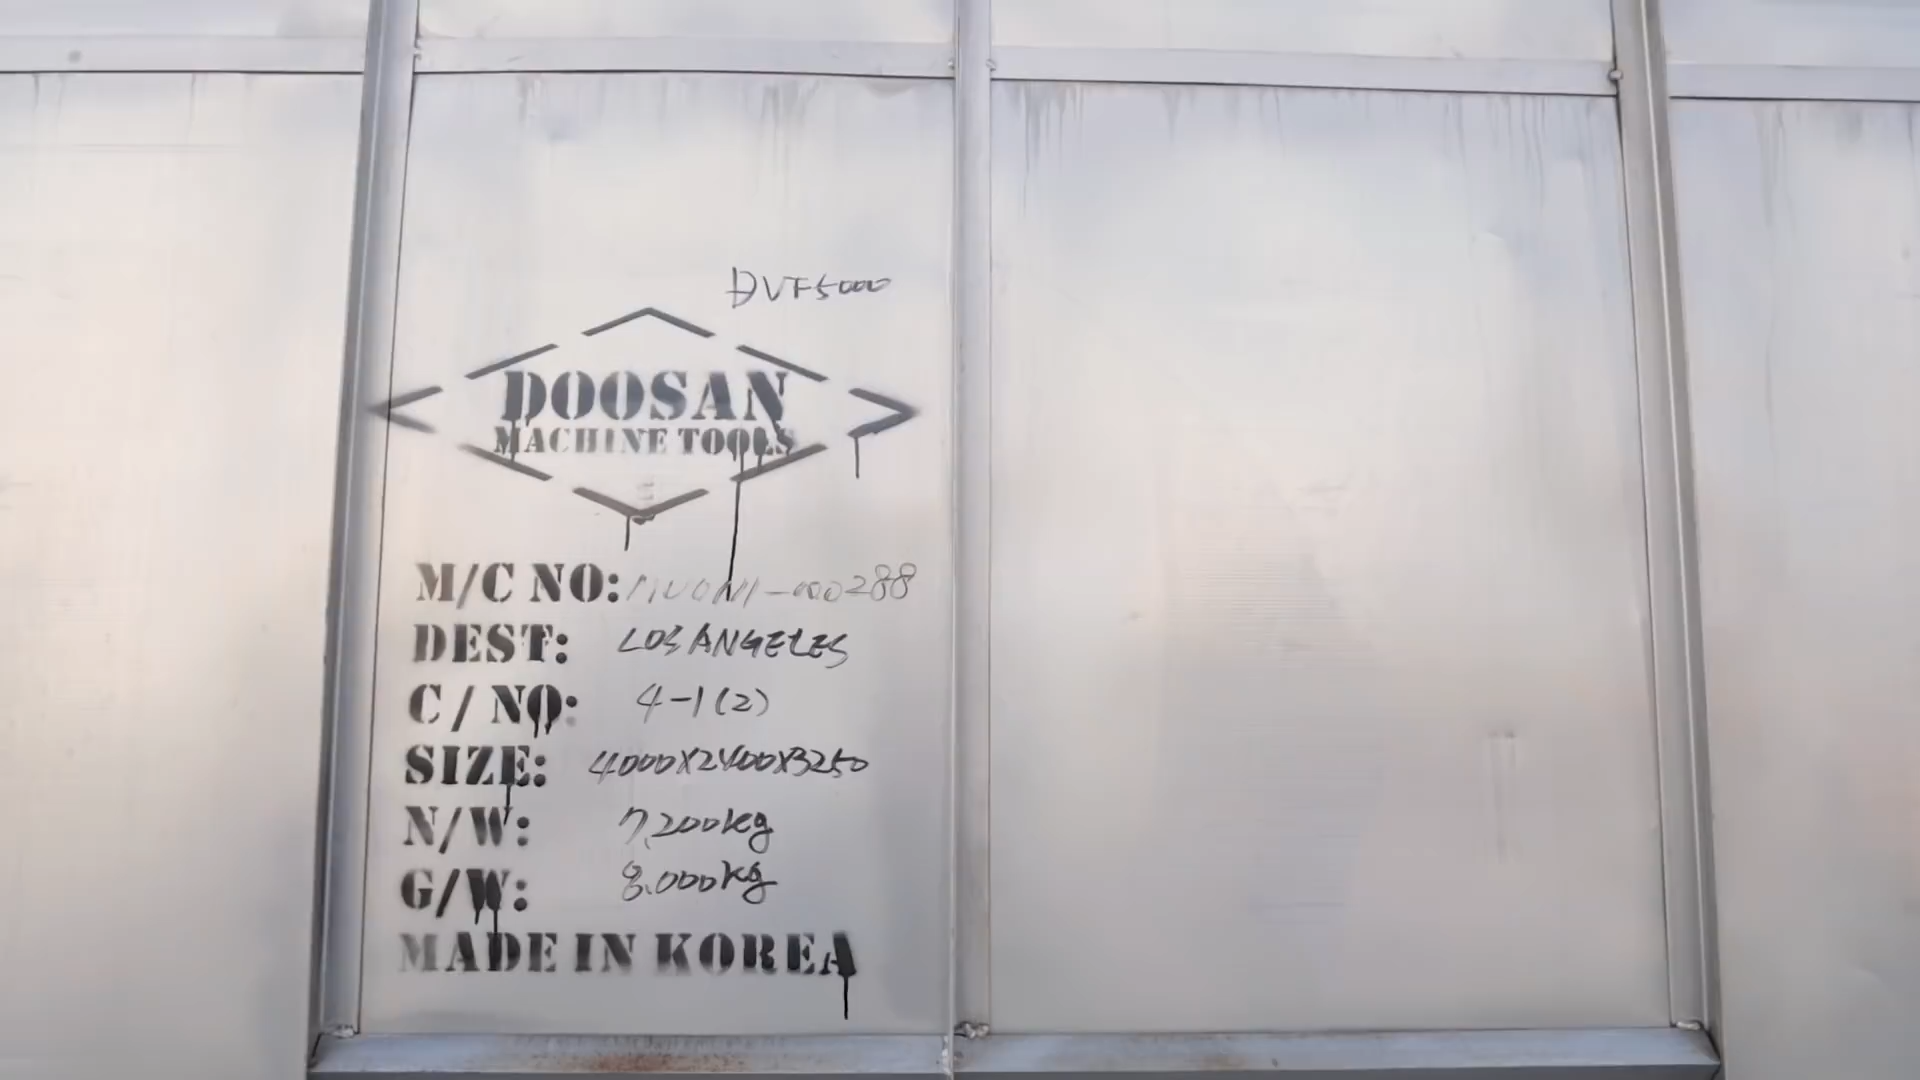 DVF5000
DOOSAN
MACHINE TOOLS
M/C NO: -000288
DEST: LOS ANGELES
C/NO: 4-1(2)
SIZE: 4000X2400X3250
N/W: 7,200kg
G/W: 8,000kg
MADE IN KOREA